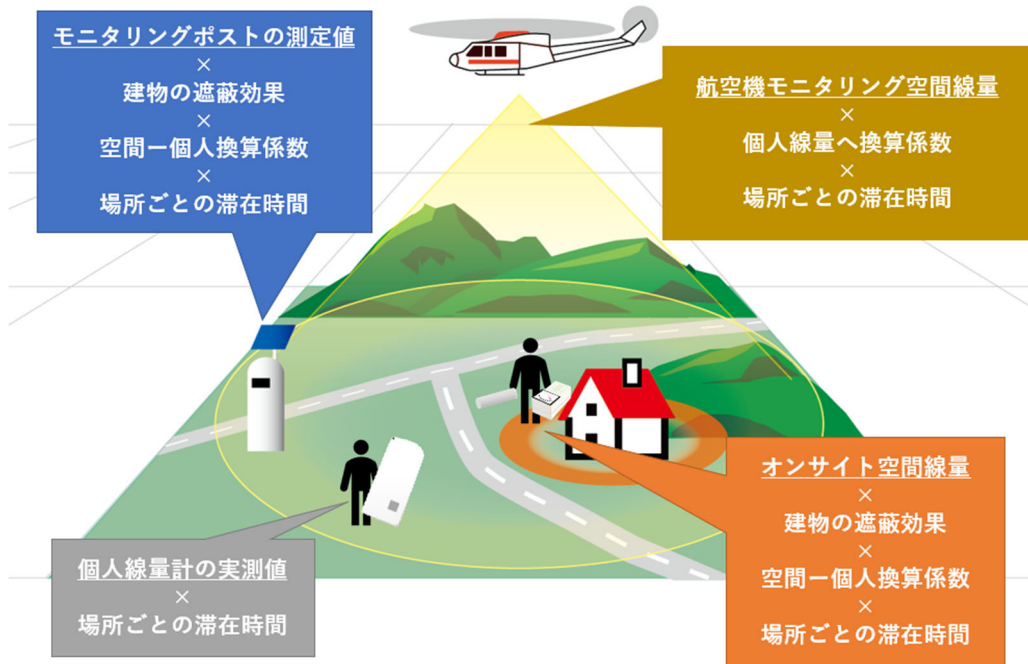 モニタリングポストの測定値
×
建物の遮蔽効果
×
空間ー個人換算係数
×
場所ごとの滞在時間
航空機モニタリング空間線量
×
個人線量へ換算係数
×
場所ごとの滞在時間
個人線量計の実測値
×
場所ごとの滞在時間
オンサイト空間線量
×
建物の遮蔽効果
×
空間ー個人換算係数
×
場所ごとの滞在時間